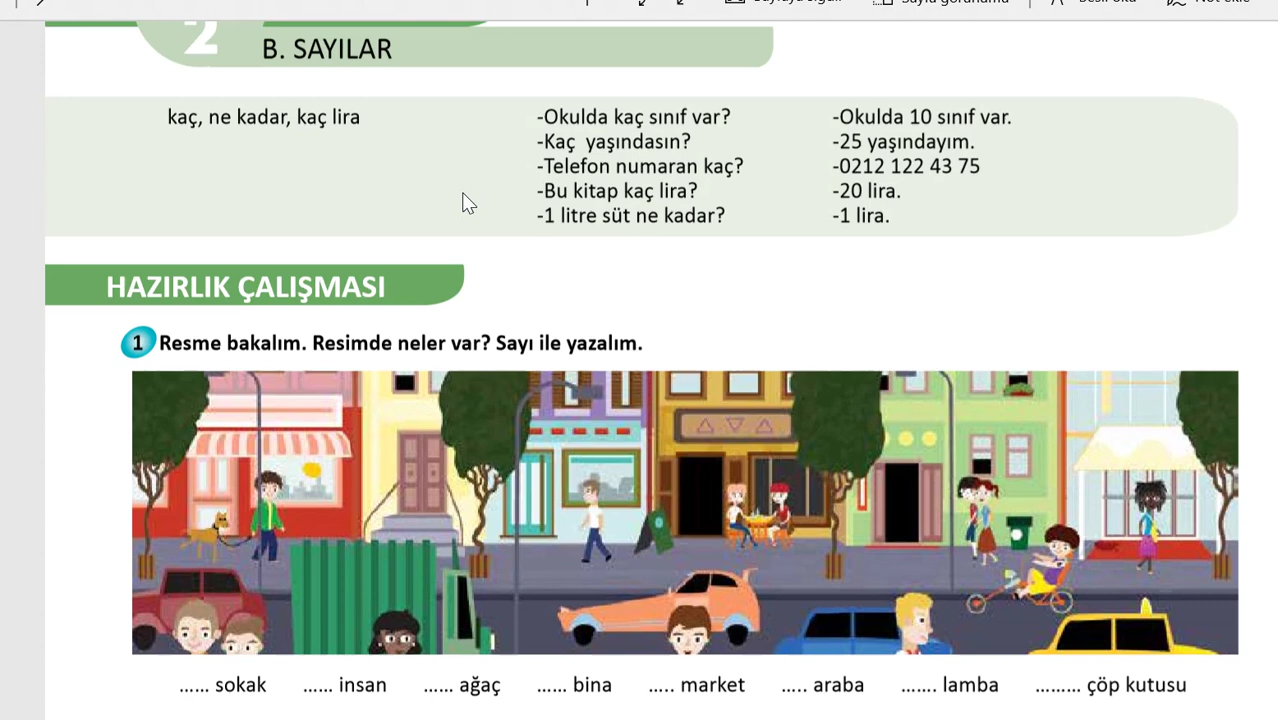 2
B. SAYILAR
kaç, ne kadar, kaç lira
-Okulda kaç sınıf var?
-Kaç  yaşındasın?
-Telefon numaran kaç?
-Bu kitap kaç lira?
-1 litre süt ne kadar?
-Okulda 10 sınıf var.
-25 yaşındayım.
-0212 122 43 75
-20 lira.
-1 lira.
HAZIRLIK ÇALIŞMASI
1 Resme bakalım. Resimde neler var? Sayı ile yazalım.
...... sokak ...... insan ...... ağaç ...... bina ..... market ..... araba ....... lamba ......... çöp kutusu